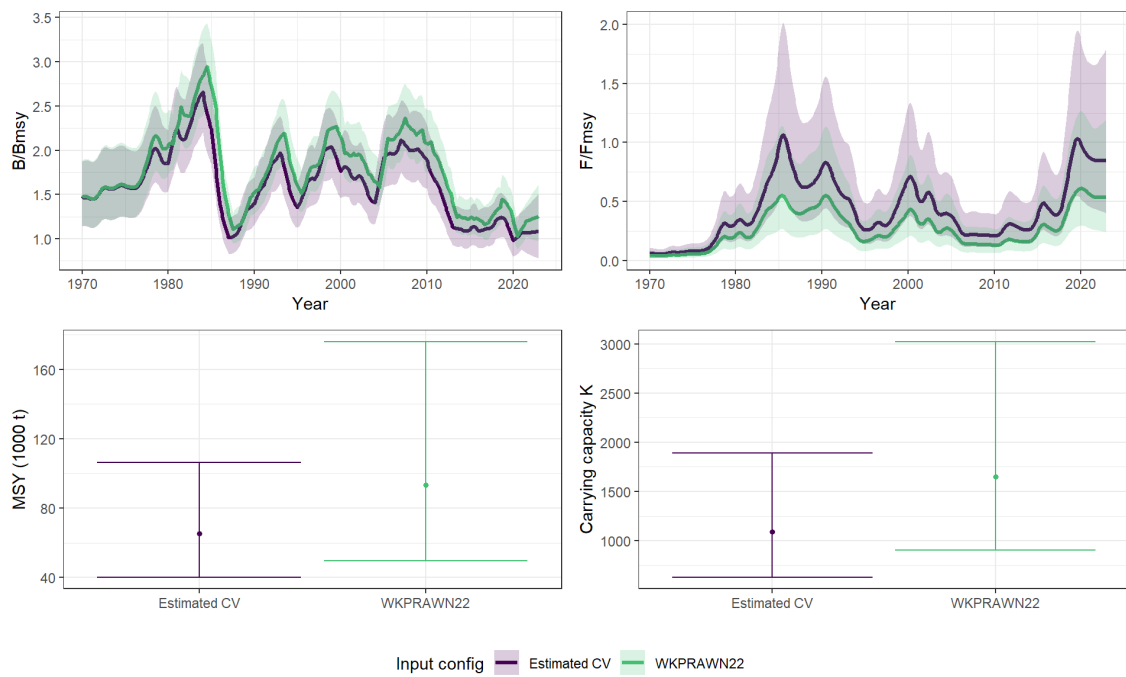 3.5
3.0
2.5
2.0
1.5
1.0
B/Bmsy
1970 1980 1990 2000 2010 2020
Year
2.0
1.5
1.0
0.5
0.0
F/Fmsy
1970 1980 1990 2000 2010 2020
Year
160
120
80
40
MSY (1000 t)
Estimated CV WKPRAWN22
3000
2500
2000
1500
1000
Carrying capacity K
Estimated CV WKPRAWN22
Input config Estimated CV WKPRAWN22